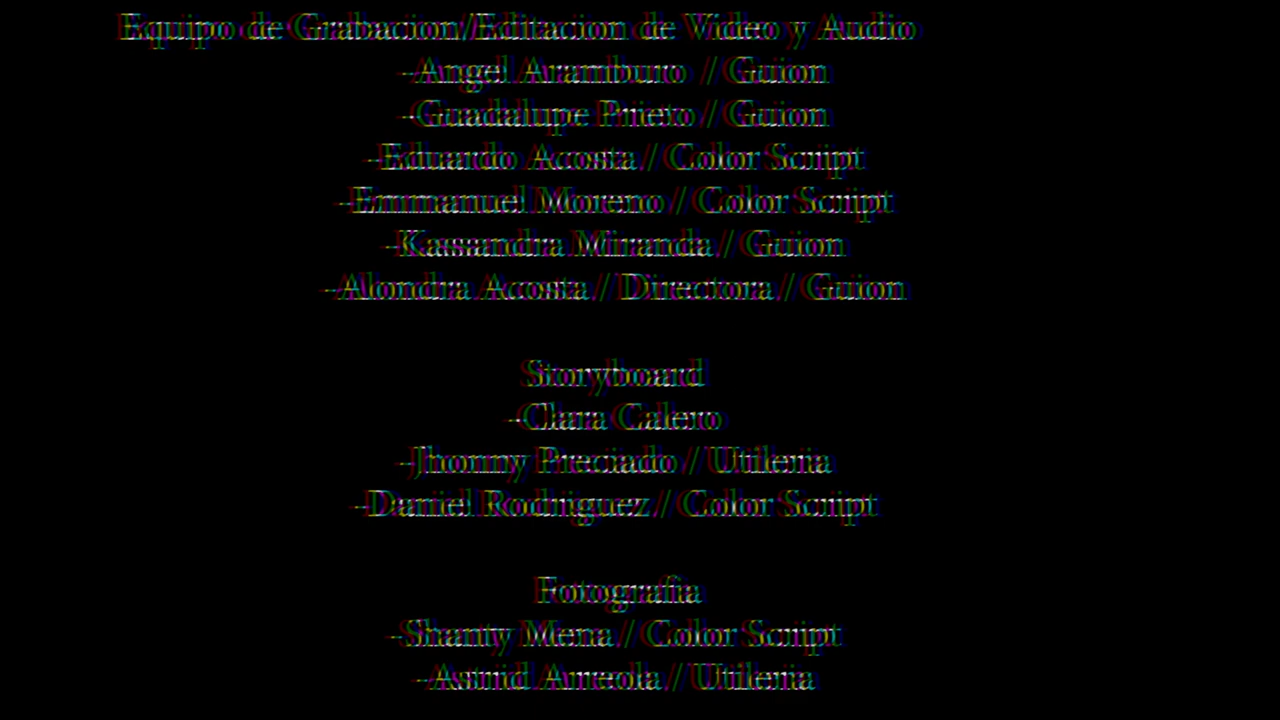 Equipo de Grabacion//Editacion de Video y Audio
-Angel Aramburo // Guion
-Guadalupe Prieto // Guion
-Eduardo Acosta // Color Script
-Emmanuel Moreno // Color Script
-Kassandra Miranda // Guion
-Alondra Acosta // Directora // Guion
Storyboard
-Clara Calero
-Jhonny Preciado // Utileria
-Daniel Rodriguez // Color Script
Fotografia
-Shanty Mena // Color Script
-Astrid Arreola // Utileria